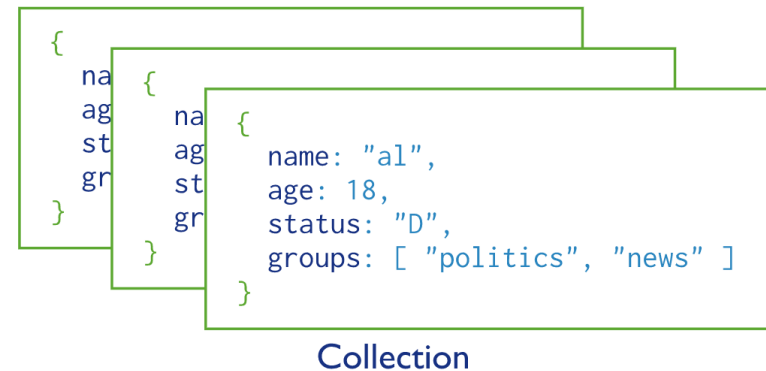 {
na
ag
st
gr
}
{
na
ag
st
gr
}
{
name: "al",
age: 18,
status: "D",
groups: [ "politics", "news" ]
}
Collection